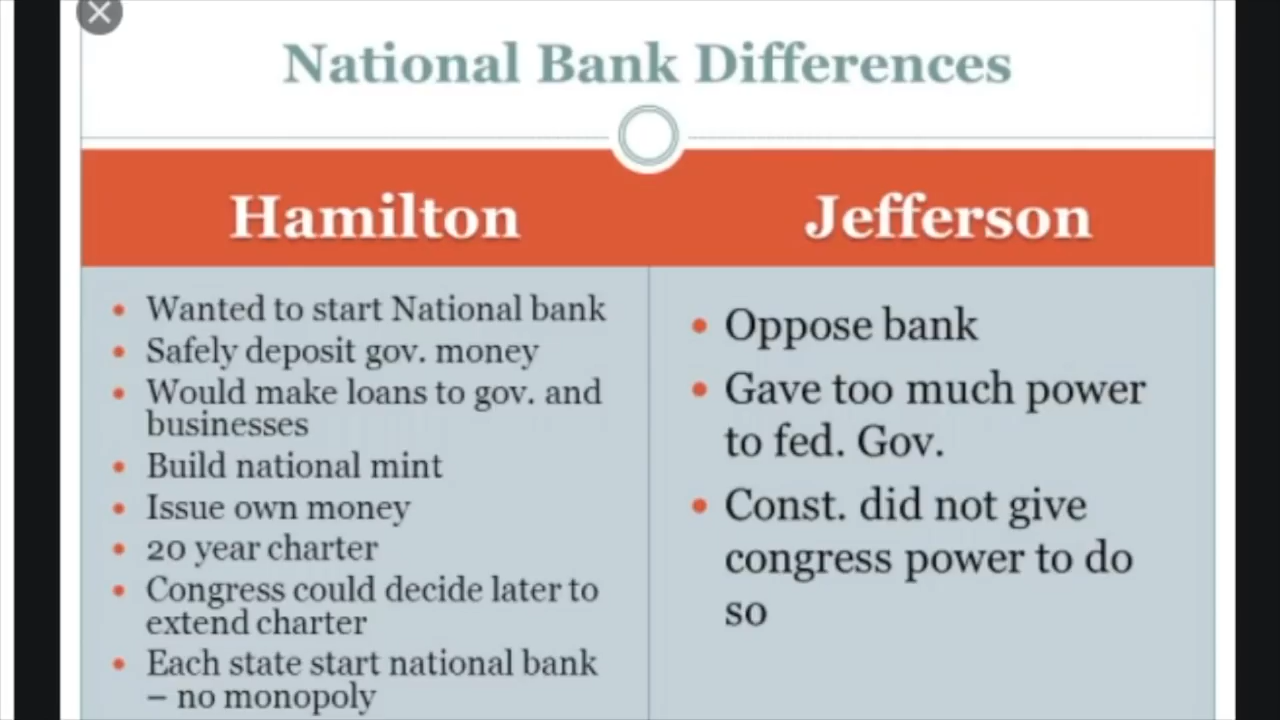 National Bank Differences
Hamilton
Wanted to start National bank
Safely deposit gov. money
Would make loans to gov. and
businesses
Build national mint
Issue own money
20 year charter
Congress could decide later to
extend charter
Each state start national bank
– no monopoly
Jefferson
Oppose bank
Gave too much power
to fed. Gov.
Const. did not give
congress power to do
so